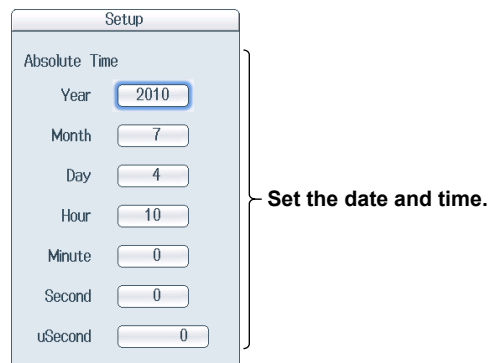 Setup
Absolute Time
Year 2010
Month 7
Day 4
Hour 10
Minute 0
Second 0
uSecond 0
Set the date and time.